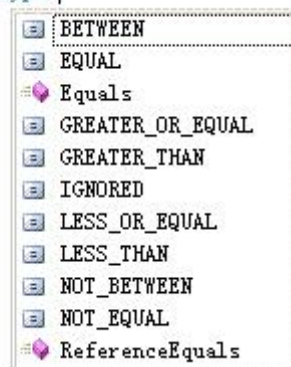 BETWEEN
EQUAL
Equals
GREATER_OR_EQUAL
GREATER_THAN
IGNORED
LESS_OR_EQUAL
LESS_THAN
NOT_BETWEEN
NOT_EQUAL
ReferenceEquals